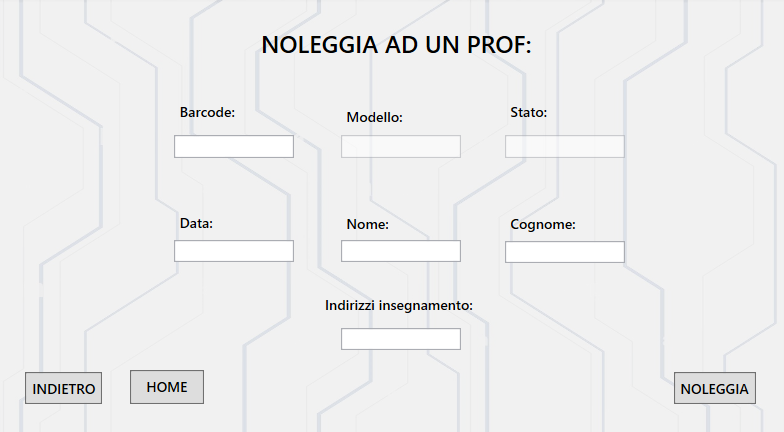 NOLEGGIA AD UN PROF:
Barcode:
Modello:
Stato:
Data:
Nome:
Cognome:
Indirizzi insegnamento:
INDIETRO
HOME
NOLEGGIA